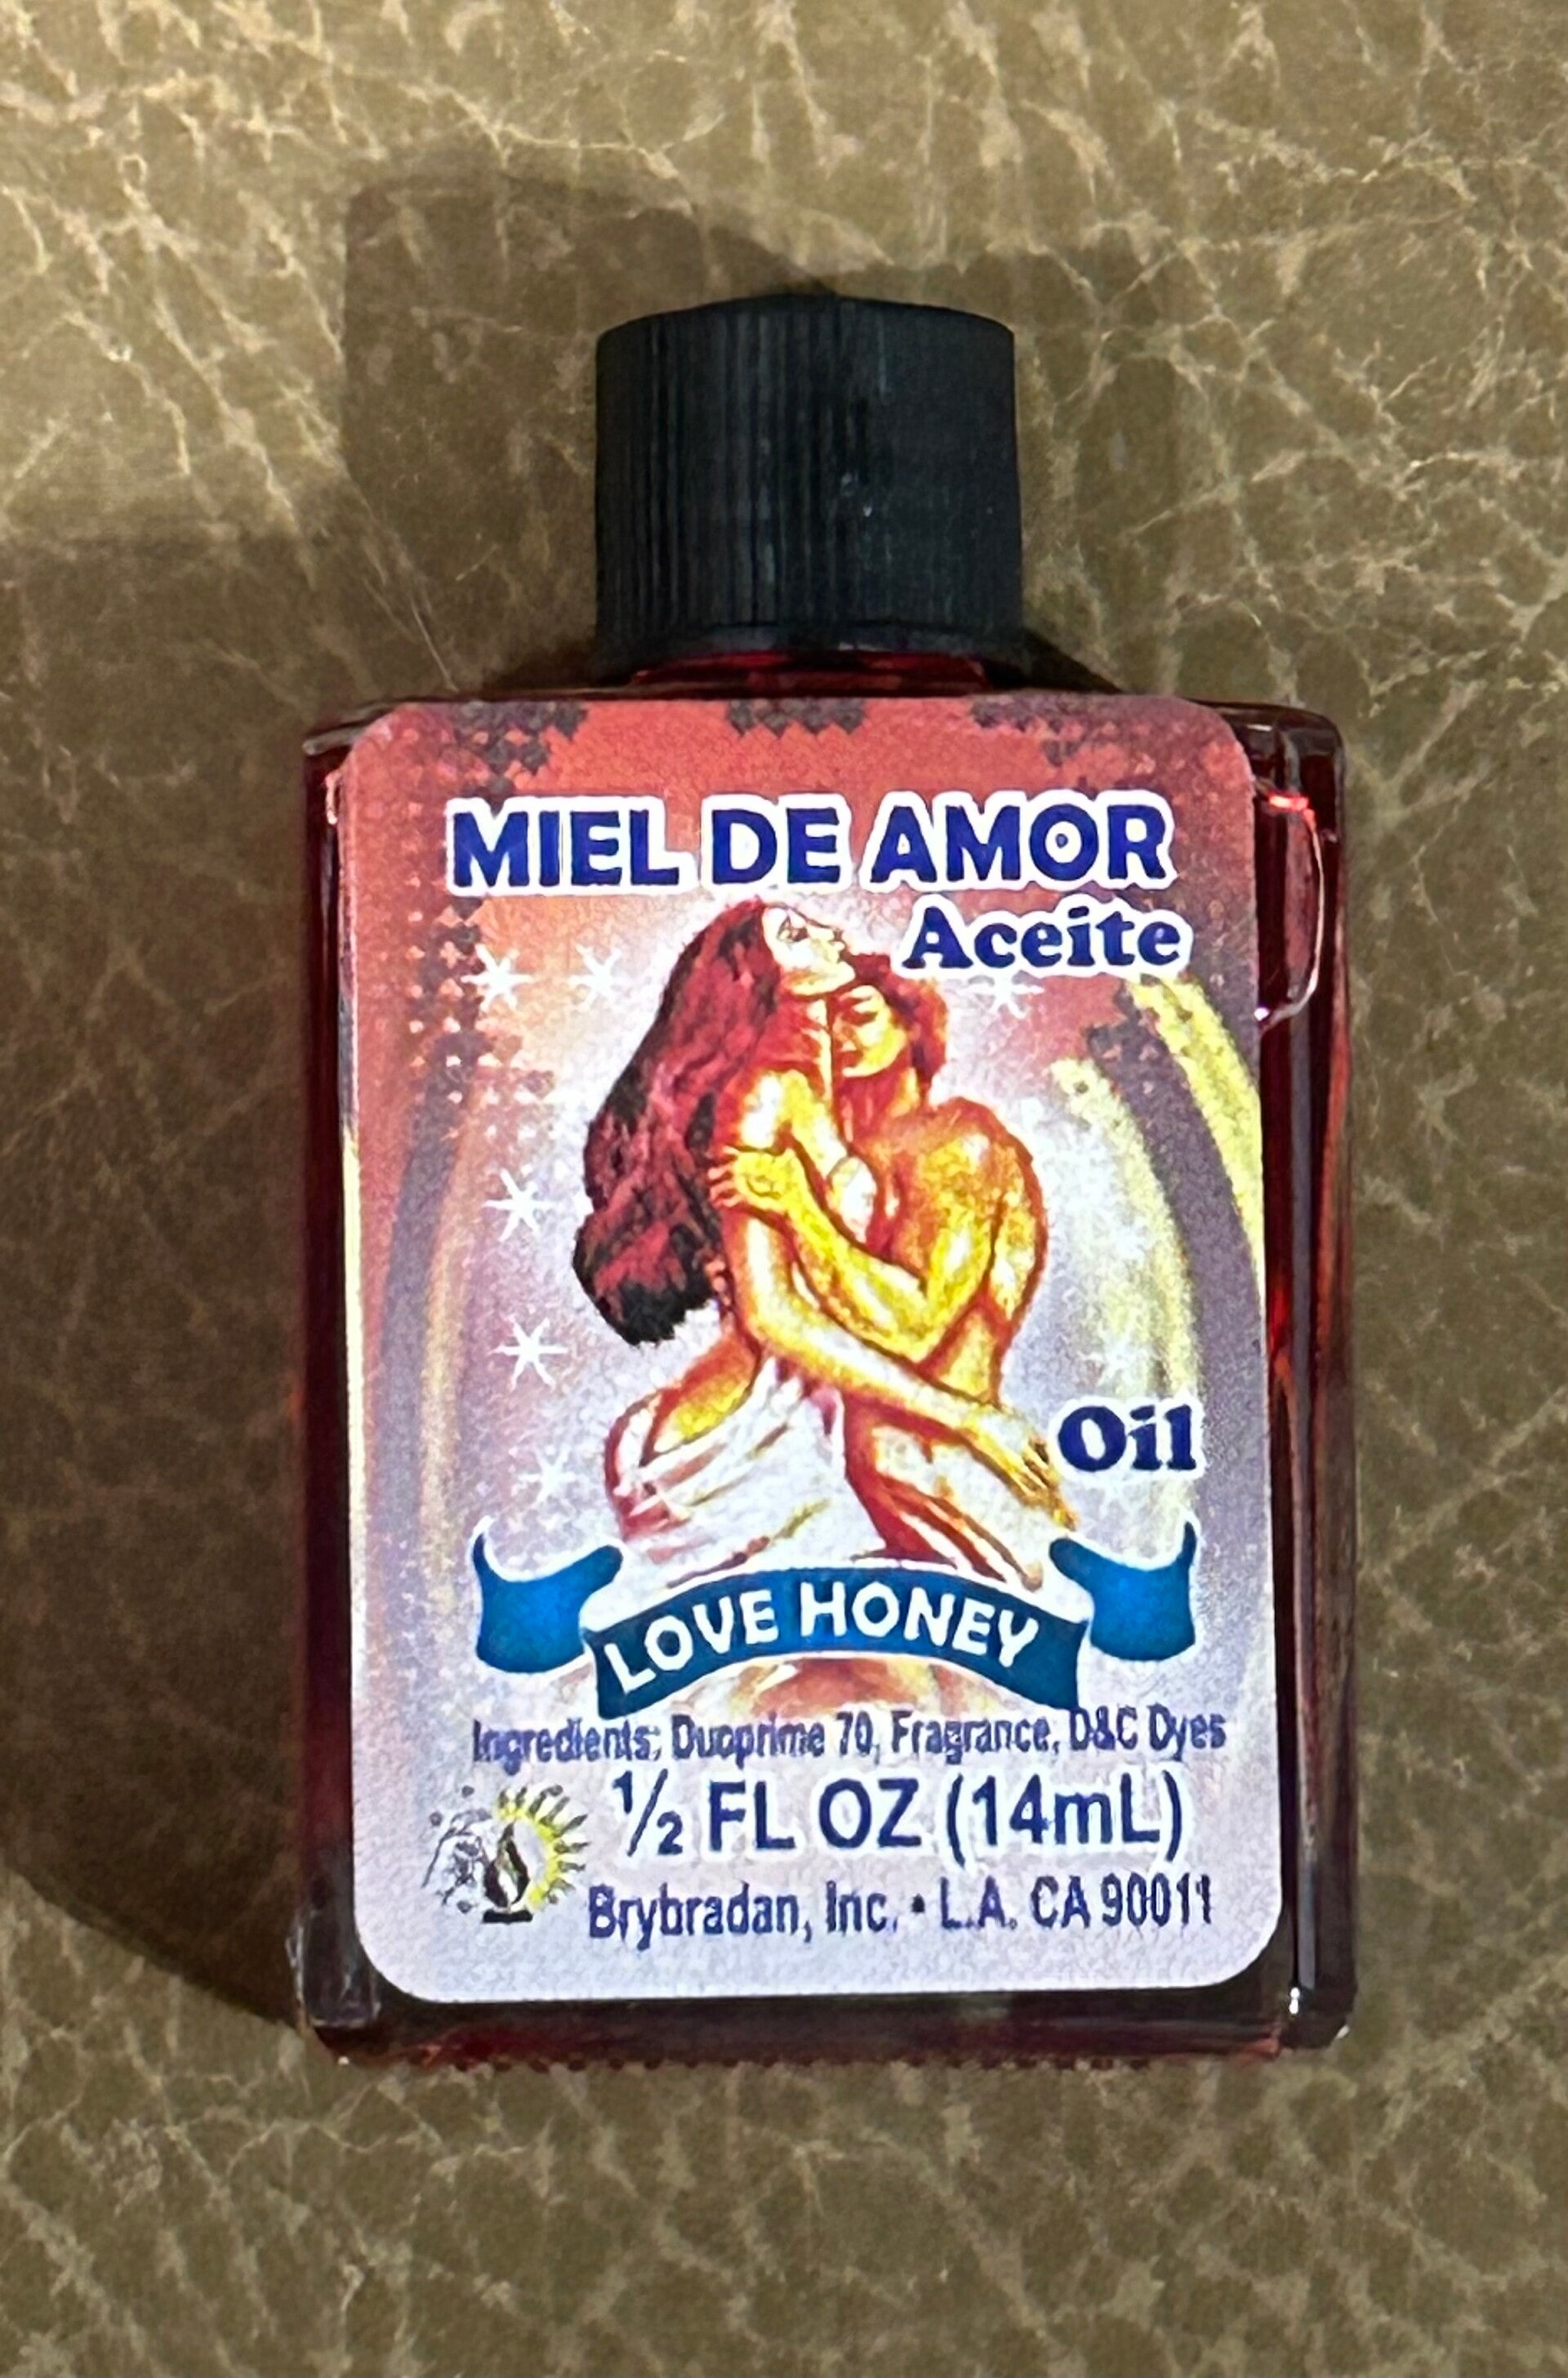 MIEL DE AMOR
Aceite
Oil
LOVE HONEY
Ingredients: Duoprime 70, Fragrance, D&C Dyes
½ FL OZ (14mL)
Brybradan, Inc. • L.A. CA 90011